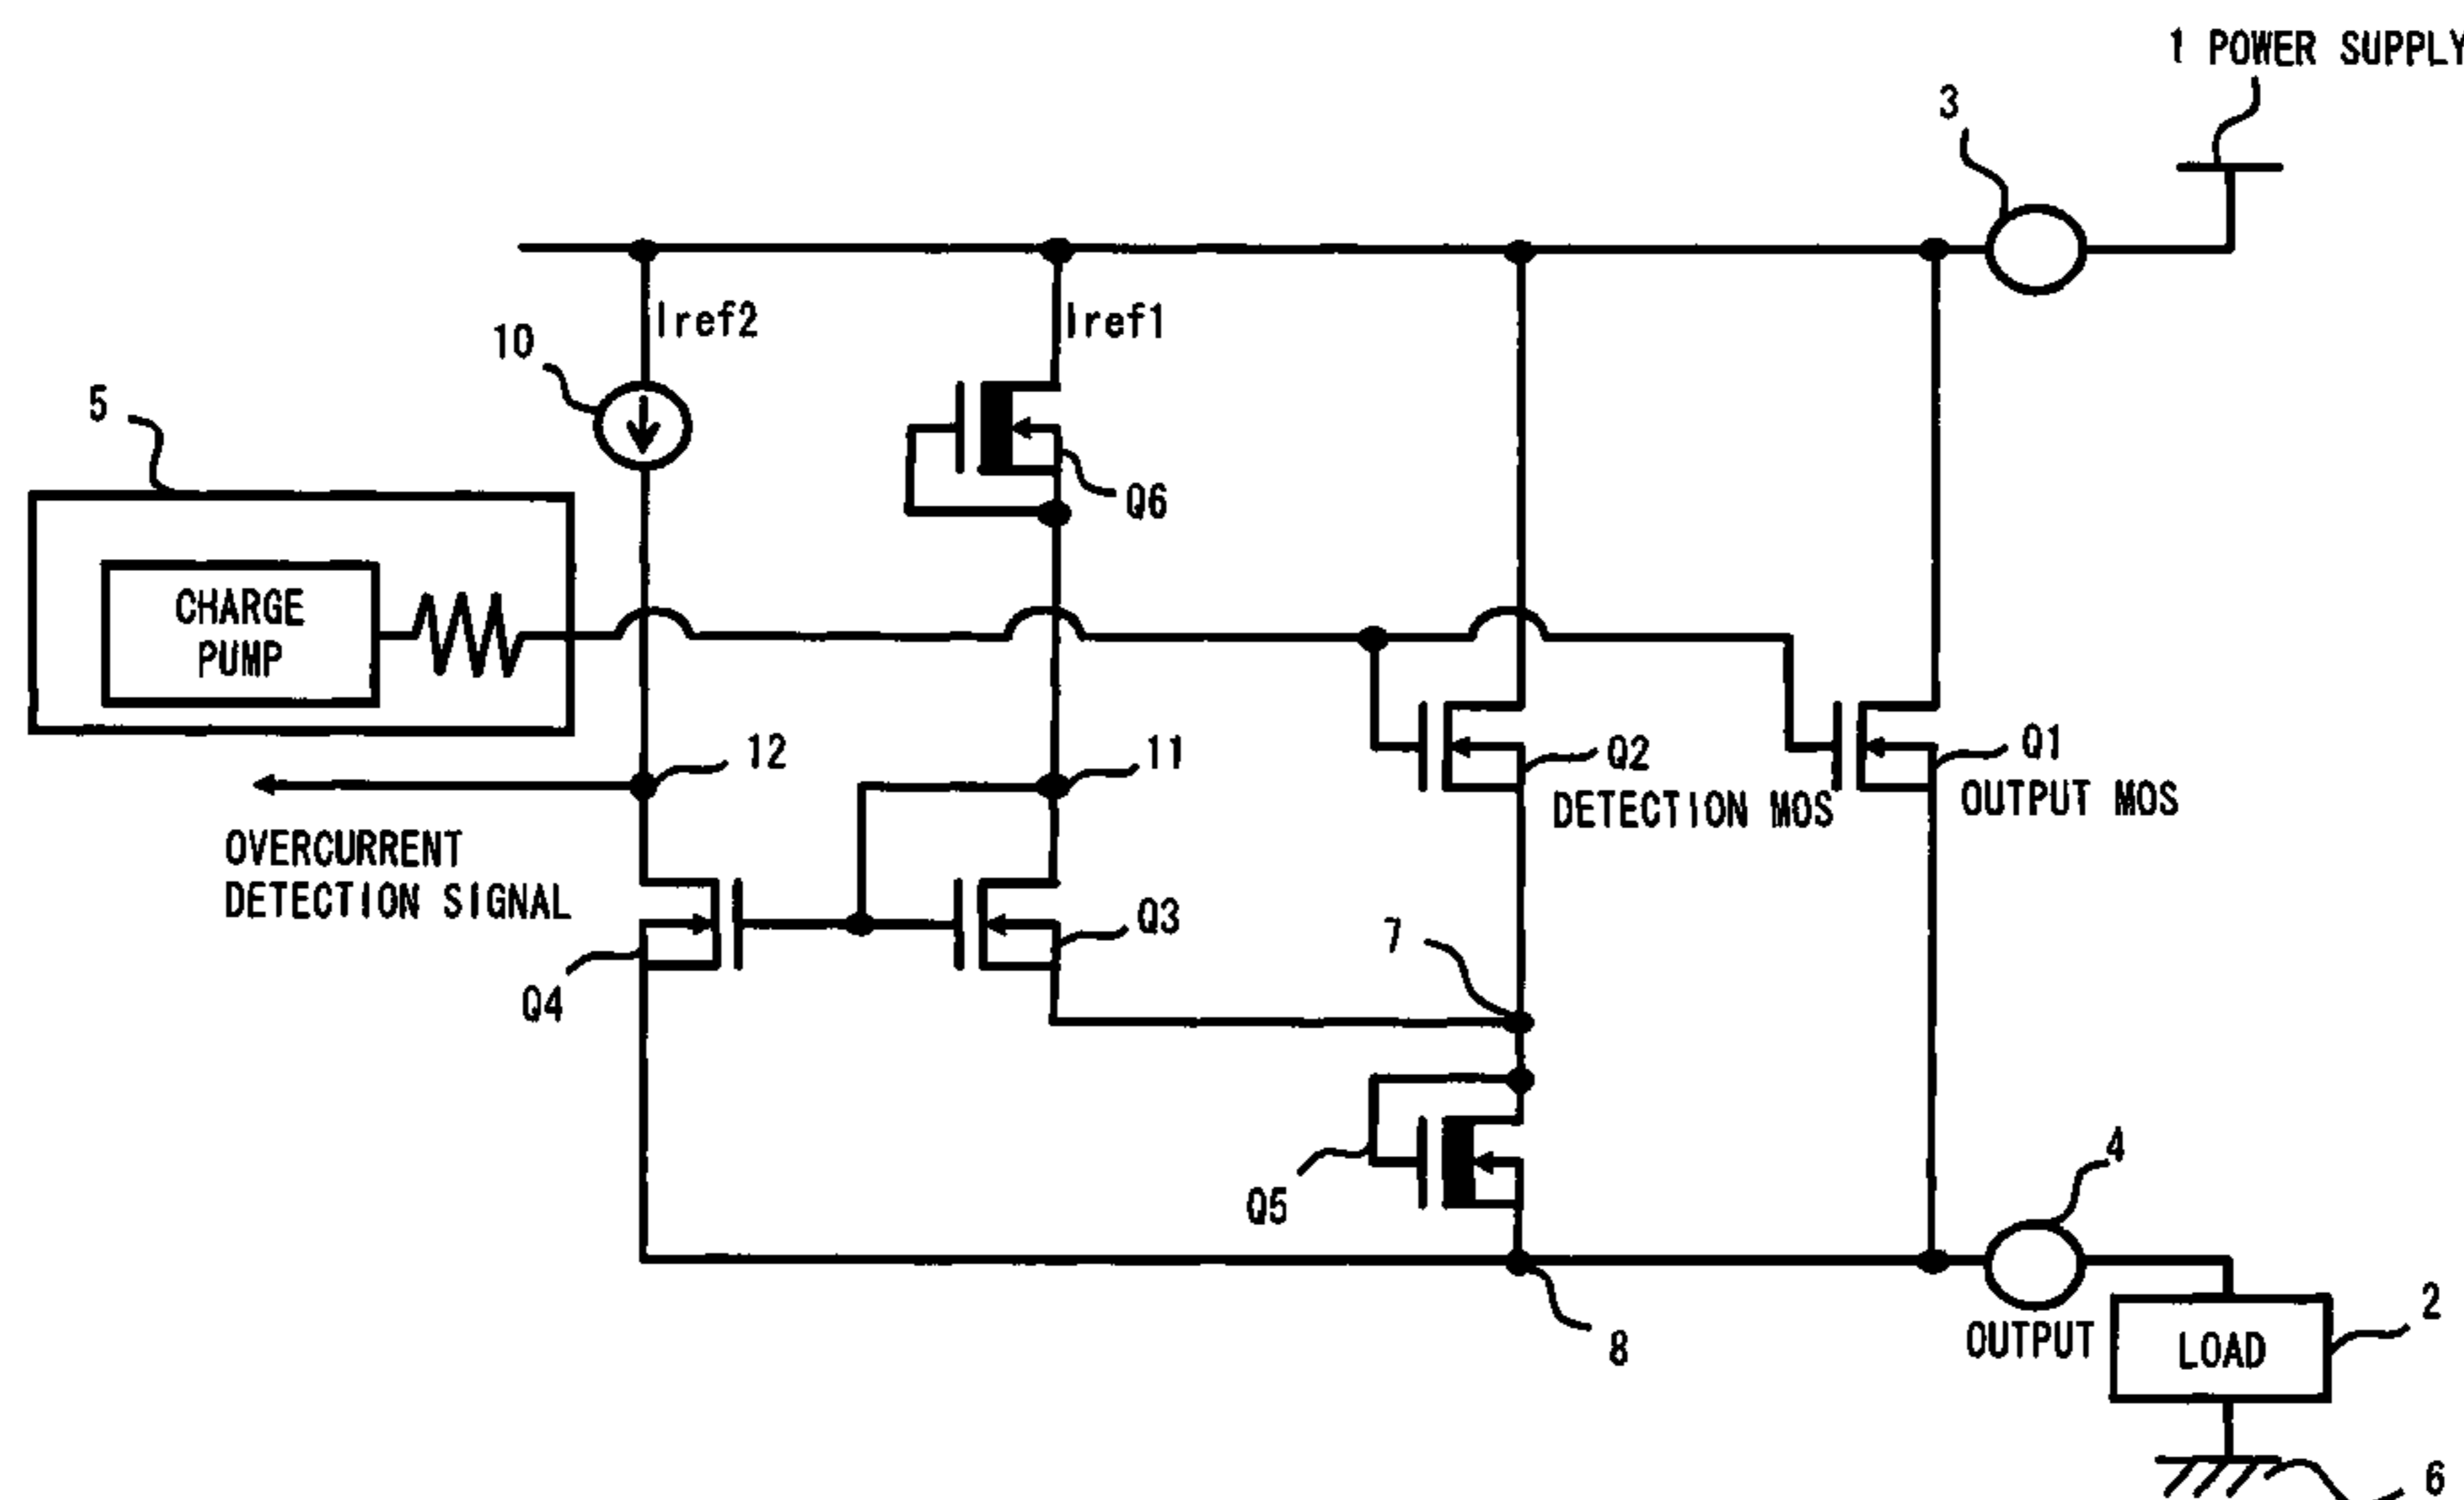 1 POWER SUPPLY
3
Iref2
Iref1
10
5
Q6
CHARGE
PUMP
12
11
Q2
Q1
DETECTION MOS
OUTPUT MOS
OVERCURRENT
DETECTION SIGNAL
Q3
7
Q4
4
Q5
2
8
OUTPUT
LOAD
6